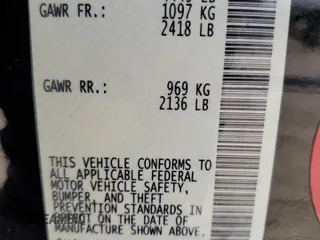 GAWR FR.: 1097 KG
2418 LB
GAWR RR.: 969 KG
2136 LB
THIS VEHICLE CONFORMS TO
ALL APPLICABLE FEDERAL
MOTOR VEHICLE SAFETY,
BUMPER, AND THEFT
PREVENTION STANDARDS IN
EFFECT ON THE DATE OF
MANUFACTURE SHOWN ABOVE.